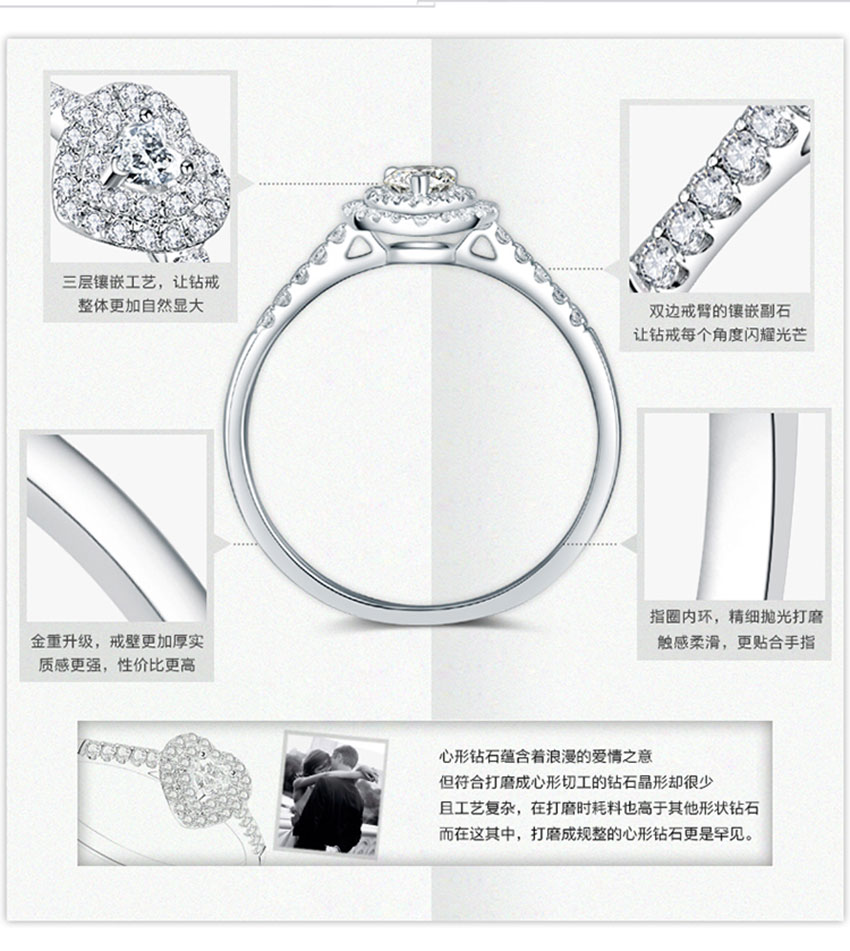 三层镶嵌工艺，让钻戒
整体更加自然显大
双边戒臂的镶嵌副石
让钻戒每个角度闪耀光芒
金重升级，戒壁更加厚实
质感更强，性价比更高
指圈内环，精细抛光打磨
触感柔滑，更贴合手指
心形钻石蕴含着浪漫的爱情之意
但符合打磨成心形切工的钻石晶形却很少
且工艺复杂，在打磨时耗料也高于其他形状钻石
而在这其中，打磨成规整的心形钻石更是罕见。